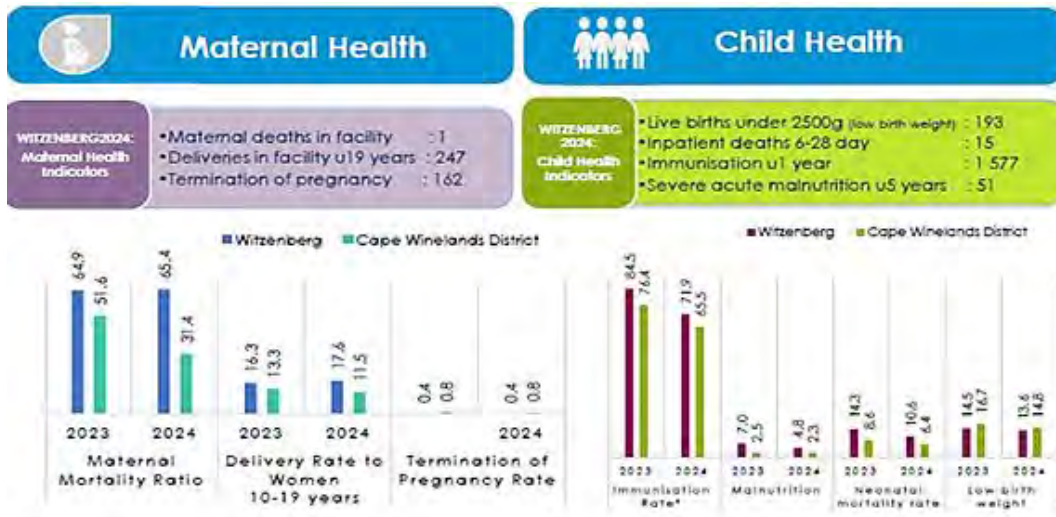 Maternal Health
Child Health
WITZENBERG2024:
Maternal Health
Indicators
•Maternal deaths in facility : 1
•Deliveries in facility u19 years : 247
•Termination of pregnancy : 162
WITZENBERG
2024:
Child Health
Indicators
•Live births under 2500g (low birth weight) : 193
•Inpatient deaths 6-28 day : 15
•Immunisation u1 year : 1 577
•Severe acute malnutrition u5 years : 51
Witzenberg Cape Winelands District
64.9 51.6 65.4 31.4 16.3 13.3 17.6 11.5 0.4 0.8 0.4 0.8
2023 2024 2023 2024 2024
Maternal
Mortality Ratio
Delivery Rate to
Women
10-19 years
Termination of
Pregnancy Rate
Witzenberg Cape Winelands District
84.5 76.4 71.9 65.5 7.0 2.5 4.8 2.3 14.3 8.6 10.6 6.4 14.5 16.7 13.6 14.8
2023 2024 2023 2024 2023 2024 2023 2024
Immunisation
Rate*
Malnutrition
Neonatal
mortality rate
Low birth
weight